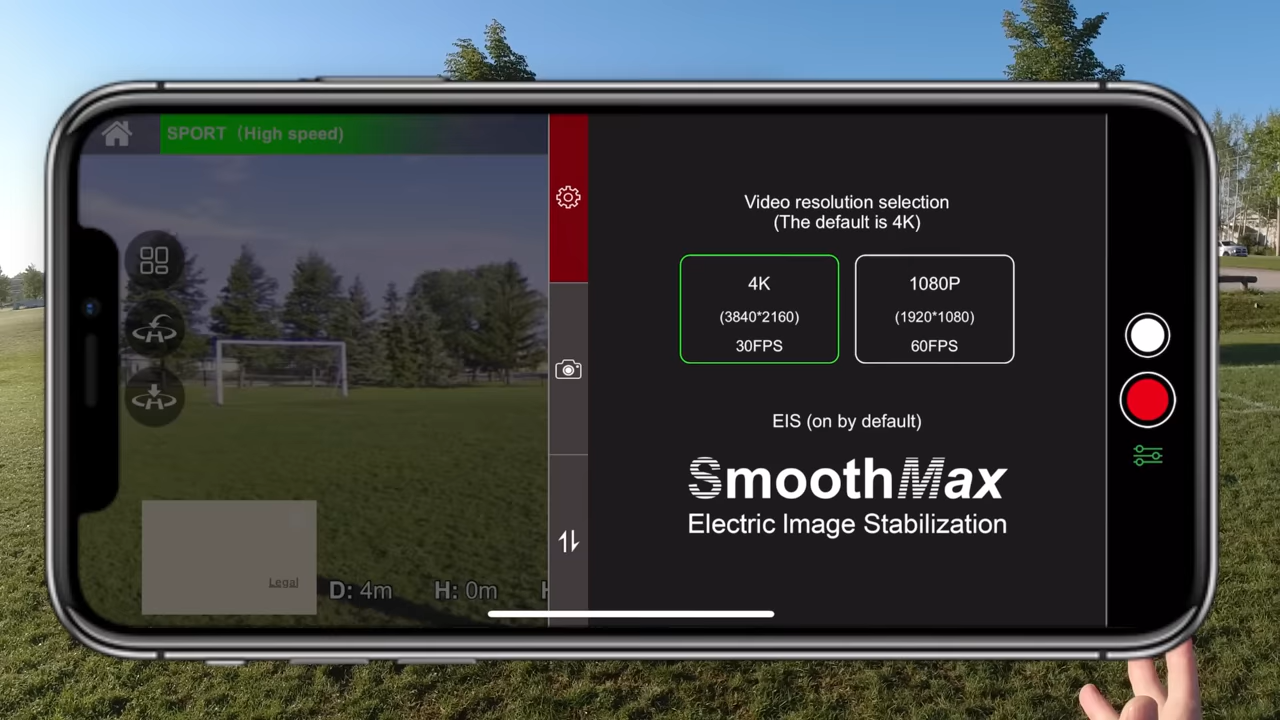 SPORT（High speed)
Video resolution selection
(The default is 4K)
4K
(3840*2160)
30FPS
1080P
(1920*1080)
60FPS
EIS (on by default)
SmoothMax
Electric Image Stabilization
Legal
D: 4m
H: 0m
H